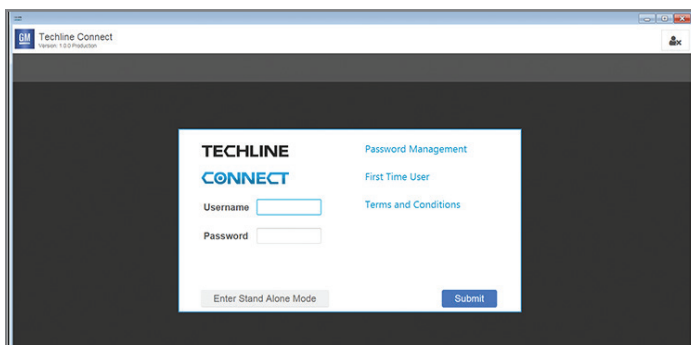 GM
Techline Connect
Version: 1.0.0 Production
TECHLINE
CONNECT
Username
Password
Password Management
First Time User
Terms and Conditions
Enter Stand Alone Mode
Submit